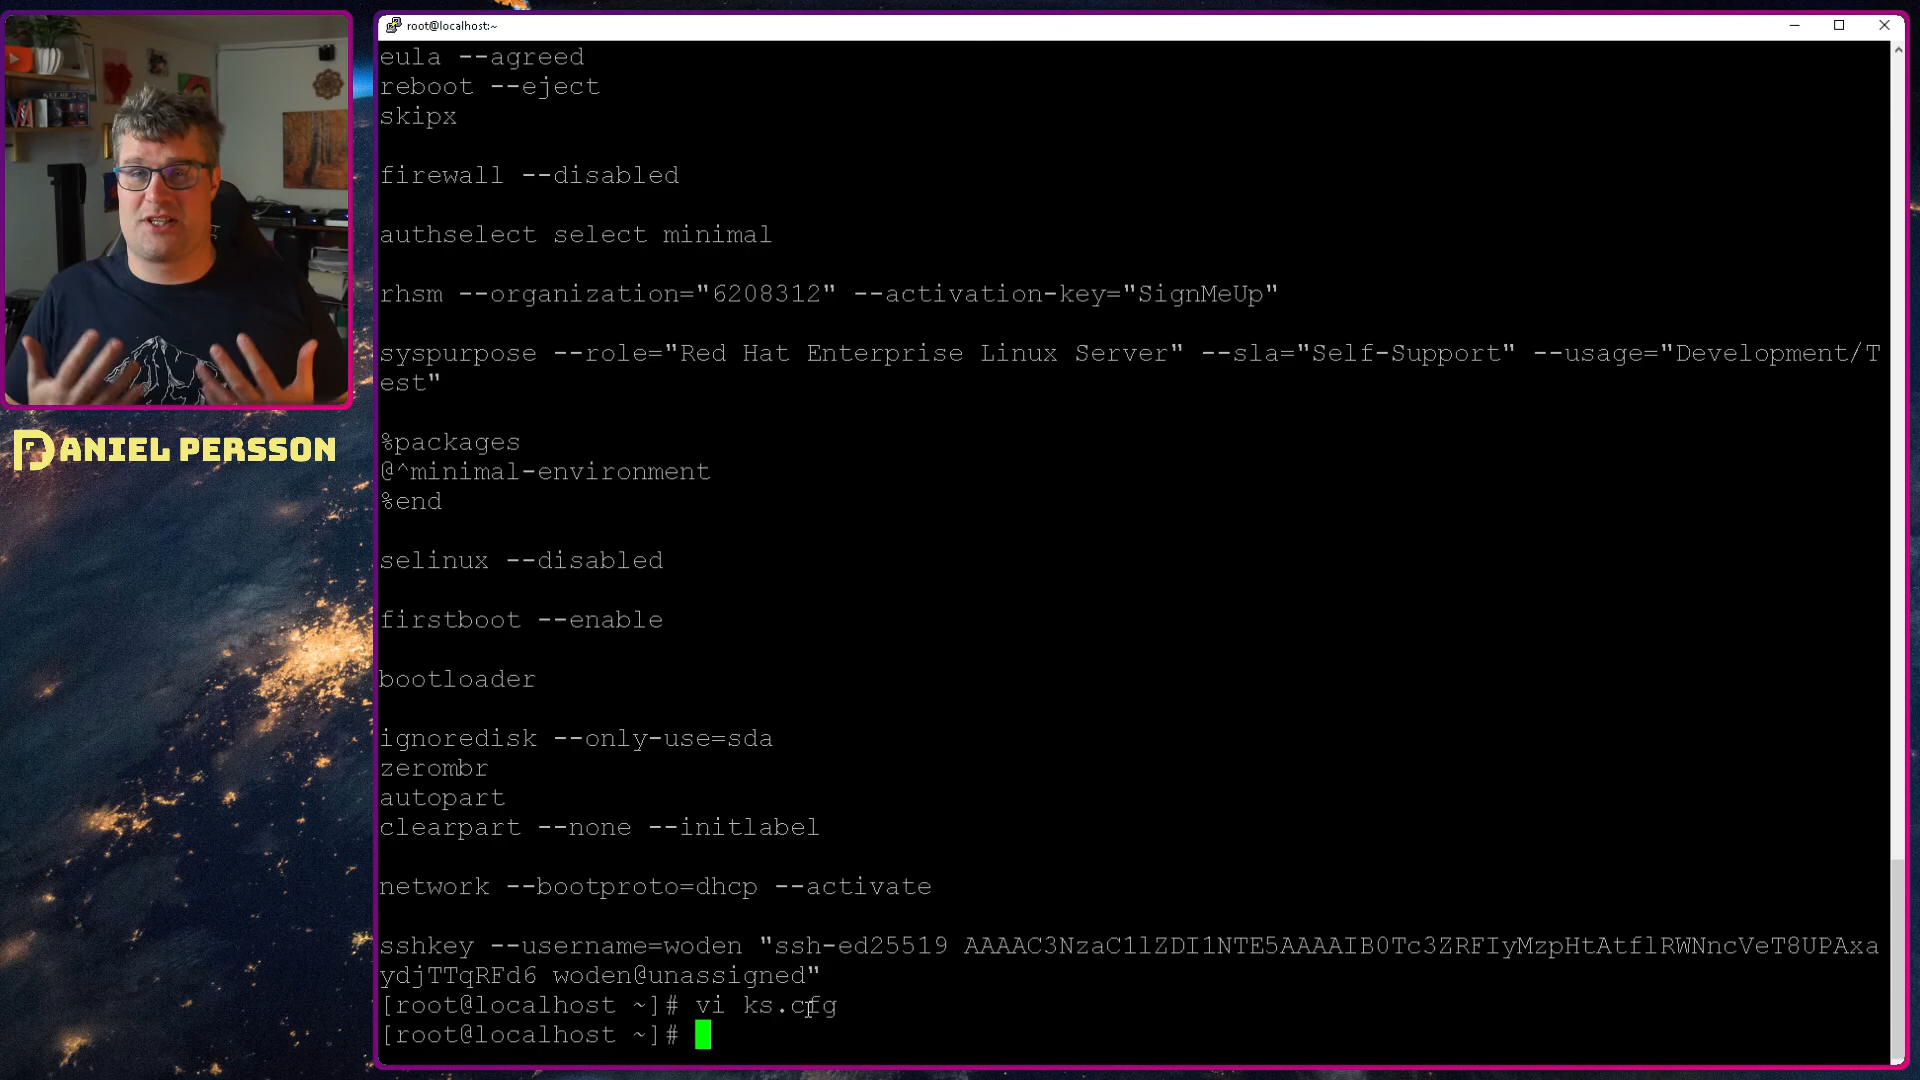 root@localhost:~
eula --agreed
reboot --eject
skipx
firewall --disabled
authselect select minimal
rhsm --organization="6208312" --activation-key="SignMeUp"
syspurpose --role="Red Hat Enterprise Linux Server" --sla="Self-Support" --usage="Development/T
est"
%packages
@^minimal-environment
%end
selinux --disabled
firstboot --enable
bootloader
ignoredisk --only-use=sda
zerombr
autopart
clearpart --none --initlabel
network --bootproto=dhcp --activate
sshkey --username=woden "ssh-ed25519 AAAAC3NzaC1lZDI1NTE5AAAAIB0Tc3ZRFIyMzpHtAtflRWNncVeT8UPAxa
ydjTTqRFd6 woden@unassigned"
[root@localhost ~]# vi ks.cfg
[root@localhost ~]#
DANIEL PERSSON